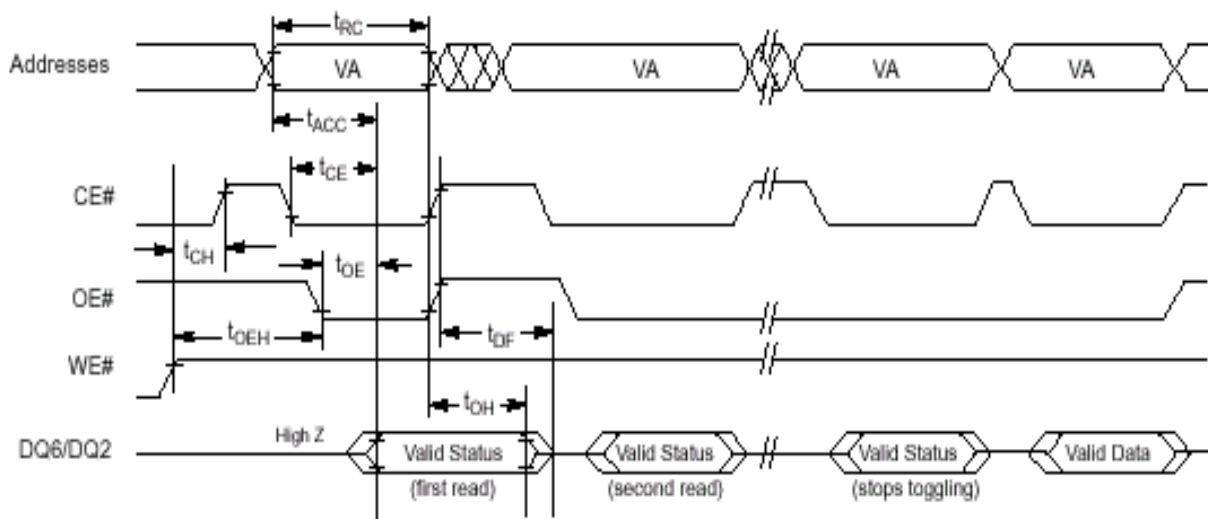 tRC
Addresses VA VA VA VA
tACC
tCE
CE#
tCH
tOE
OE#
tOEH
tDF
WE#
tOH
High Z
DQ6/DQ2 Valid Status Valid Status Valid Status Valid Data
(first read) (second read) (stops toggling)